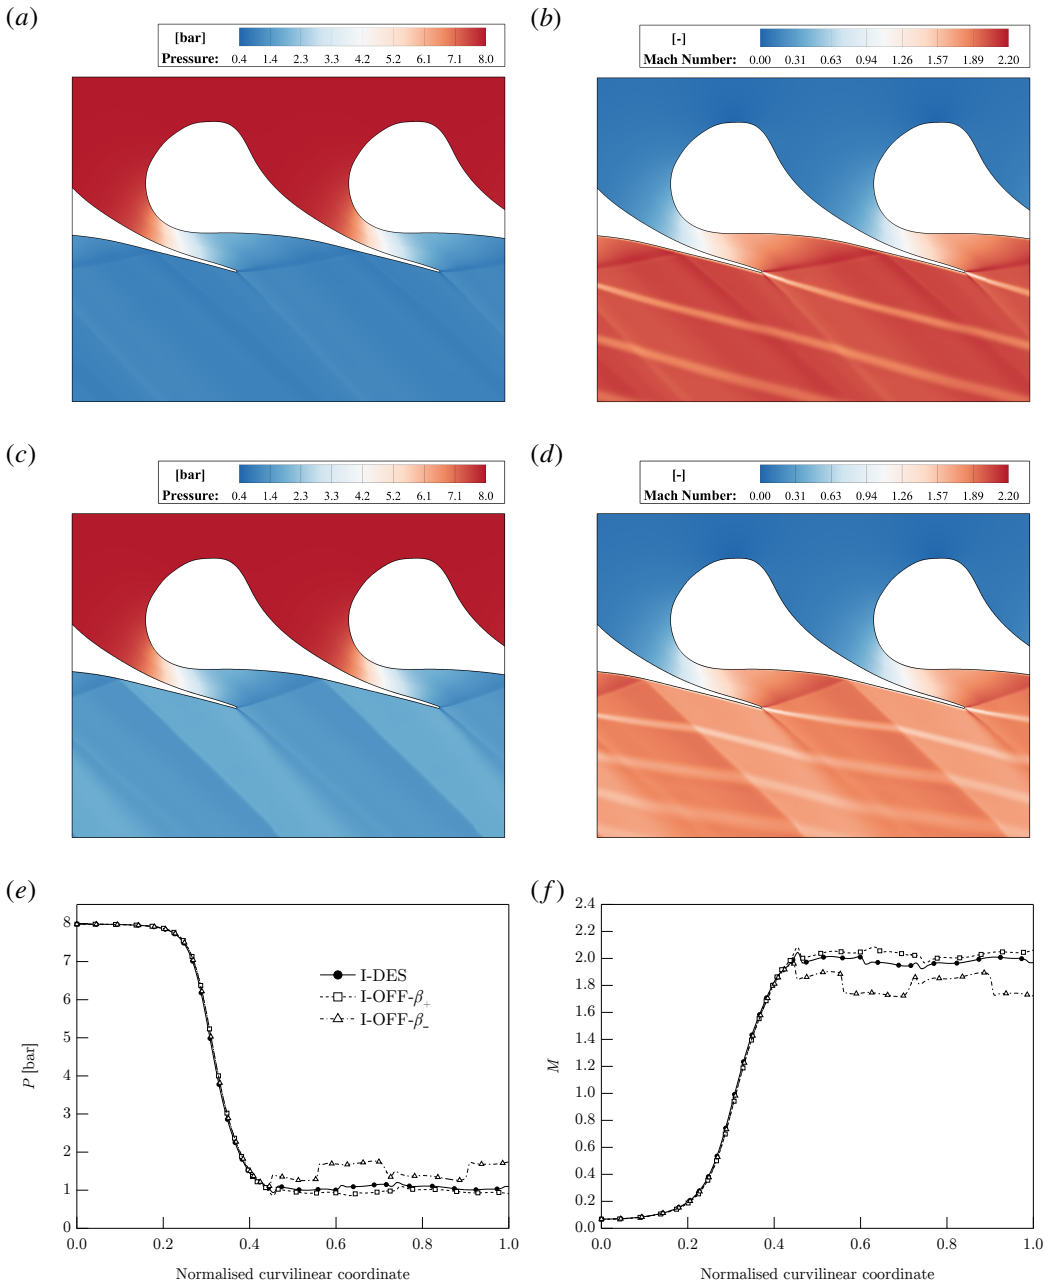 (a)
[bar]
Pressure: 0.4 1.4 2.3 3.3 4.2 5.2 6.1 7.1 8.0
(b)
[-]
Mach Number: 0.00 0.31 0.63 0.94 1.26 1.57 1.89 2.20
(c)
[bar]
Pressure: 0.4 1.4 2.3 3.3 4.2 5.2 6.1 7.1 8.0
(d)
[-]
Mach Number: 0.00 0.31 0.63 0.94 1.26 1.57 1.89 2.20
(e)
8
7
6
5
4
3
2
1
0
P [bar]
I-DES
I-OFF-β+
I-OFF-β−
0.0 0.2 0.4 0.6 0.8 1.0
Normalised curvilinear coordinate
(f)
2.4
2.2
2.0
1.8
1.6
1.4
1.2
1.0
0.8
0.6
0.4
0.2
0.0
M
0.0 0.2 0.4 0.6 0.8 1.0
Normalised curvilinear coordinate